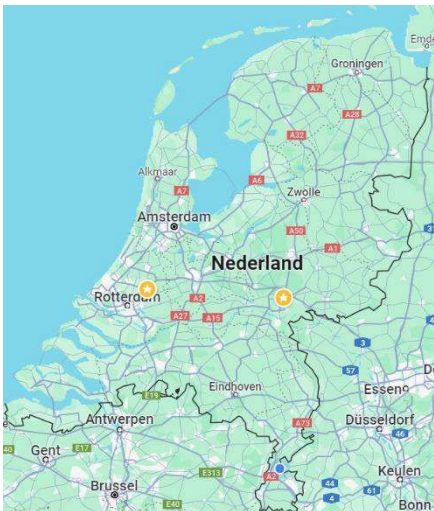 Emde
Groningen
A7
A28
A32
Alkmaar
A7
A6
Zwolle
Amsterdam
A50
A1
Nederland
Rotterdam
A2
A27
A15
3
57
Eindhoven
Essen
E19
A73
Antwerpen
Düsseldorf
46
40
Gent
E17
E313
A2
Keulen
44
4
61
Brussel
E40
Bonn